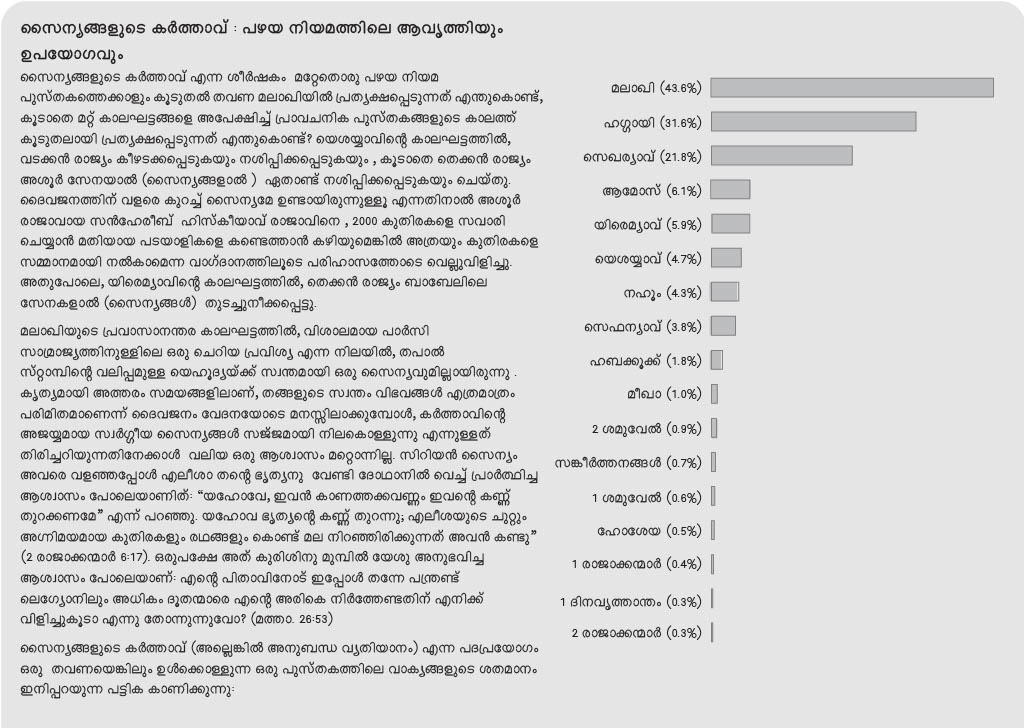 സൈന്യങ്ങളുടെ കർത്താവ് : പഴയ നിയമത്തിലെ ആവൃത്തിയും
ഉപയോഗവും
സൈന്യങ്ങളുടെ കർത്താവ് എന്ന ശീർഷകം മറ്റേതൊരു പഴയ നിയമ
പുസ്തകത്തെക്കാളും കൂടുതൽ തവണ മലാഖിയിൽ പ്രത്യക്ഷപ്പെടുന്നത് എന്തുകൊണ്ട്,
കൂടാതെ മറ്റ് കാലഘട്ടങ്ങളെ അപേക്ഷിച്ച് പ്രാവചനിക പുസ്തകങ്ങളുടെ കാലത്ത്
കൂടുതലായി പ്രത്യക്ഷപ്പെടുന്നത് എന്തുകൊണ്ട്? യെശയ്യാവിന്റെ കാലഘട്ടത്തിൽ,
വടക്കൻ രാജ്യം കീഴടക്കപ്പെടുകയും നശിപ്പിക്കപ്പെടുകയും , കൂടാതെ തെക്കൻ രാജ്യം
അശൂർ സേനയാൽ (സൈന്യങ്ങളാൽ ) ഏതാണ്ട് നശിപ്പിക്കപ്പെടുകയും ചെയ്തു.
ദൈവജനത്തിന് വളരെ കുറച്ച് സൈന്യമേ ഉണ്ടായിരുന്നുള്ളൂ എന്നതിനാൽ അശൂർ
രാജാവായ സൻഹേരീബ് ഹിസ്കീയാവ് രാജാവിനെ , 2000 കുതിരകളെ സവാരി
ചെയ്യാൻ മതിയായ പടയാളികളെ കണ്ടെത്താൻ കഴിയുമെങ്കിൽ അത്രയും കുതിരകളെ
സമ്മാനമായി നൽകാമെന്ന വാഗ്ദാനത്തിലൂടെ പരിഹാസത്തോടെ വെല്ലുവിളിച്ചു.
അതുപോലെ, യിരെമ്യാവിന്റെ കാലഘട്ടത്തിൽ, തെക്കൻ രാജ്യം ബാബേലിലെ
സേനകളാൽ (സൈന്യങ്ങൾ) തുടച്ചുനീക്കപ്പെട്ടു.
മലാഖിയുടെ പ്രവാസാനന്തര കാലഘട്ടത്തിൽ, വിശാലമായ പാർസി
സാമ്രാജ്യത്തിനുള്ളിലെ ഒരു ചെറിയ പ്രവിശ്യ എന്ന നിലയിൽ, തപാൽ
സ്റ്റാമ്പിന്റെ വലിപ്പമുള്ള യെഹൂദ്യയ്ക്ക് സ്വന്തമായി ഒരു സൈന്യവുമില്ലായിരുന്നു .
കൃത്യമായി അത്തരം സമയങ്ങളിലാണ്, തങ്ങളുടെ സ്വന്തം വിഭവങ്ങൾ എത്രമാത്രം
പരിമിതമാണെന്ന് ദൈവജനം വേദനയോടെ മനസ്സിലാക്കുമ്പോൾ, കർത്താവിന്റെ
അജയ്യമായ സ്വർഗ്ഗീയ സൈന്യങ്ങൾ സജ്ജമായി നിലകൊള്ളുന്നു എന്നുള്ളത്
തിരിച്ചറിയുന്നതിനേക്കാൾ വലിയ ഒരു ആശ്വാസം മറ്റൊന്നില്ല. സിറിയൻ സൈന്യം
അവരെ വളഞ്ഞപ്പോൾ എലീശാ തന്റെ ഭൃത്യനു വേണ്ടി ദോഥാനിൽ വെച്ച് പ്രാർത്ഥിച്ച
ആശ്വാസം പോലെയാണിത്: “യഹോവേ, ഇവൻ കാണത്തക്കവണ്ണം ഇവന്റെ കണ്ണ്
തുറക്കണമേ” എന്ന് പറഞ്ഞു. യഹോവ ഭൃത്യന്റെ കണ്ണ് തുറന്നു; എലീശയുടെ ചുറ്റും
അഗ്നിമയമായ കുതിരകളും രഥങ്ങളും കൊണ്ട് മല നിറഞ്ഞിരിക്കുന്നത് അവൻ കണ്ടു”
(2 രാജാക്കന്മാർ 6:17). ഒരുപക്ഷേ അത് കുരിശിനു മുമ്പിൽ യേശു അനുഭവിച്ച
ആശ്വാസം പോലെയാണ്: എന്റെ പിതാവിനോട് ഇപ്പോൾ തന്നേ പന്ത്രണ്ട്
ലെഗ്യോനിലും അധികം ദൂതന്മാരെ എന്റെ അരികെ നിർത്തേണ്ടതിന് എനിക്ക്
വിളിച്ചുകൂടാ എന്നു തോന്നുന്നുവോ? (മത്താ. 26:53)
സൈന്യങ്ങളുടെ കർത്താവ് (അല്ലെങ്കിൽ അനുബന്ധ വ്യതിയാനം) എന്ന പദപ്രയോഗം
ഒരു തവണയെങ്കിലും ഉൾക്കൊള്ളുന്ന ഒരു പുസ്തകത്തിലെ വാക്യങ്ങളുടെ ശതമാനം
ഇനിപ്പറയുന്ന പട്ടിക കാണിക്കുന്നു:
മലാഖി (43.6%)
ഹഗ്ഗായി (31.6%)
സെഖര്യാവ് (21.8%)
ആമോസ് (6.1%)
യിരെമ്യാവ് (5.9%)
യെശയ്യാവ് (4.7%)
നഹൂം (4.3%)
സെഫന്യാവ് (3.8%)
ഹബക്കൂക്ക് (1.8%)
മീഖാ (1.0%)
2 ശമുവേൽ (0.9%)
സങ്കീർത്തനങ്ങൾ (0.7%)
1 ശമുവേൽ (0.6%)
ഹോശേയ (0.5%)
1 രാജാക്കന്മാർ (0.4%)
1 ദിനവൃത്താന്തം (0.3%)
2 രാജാക്കന്മാർ (0.3%)